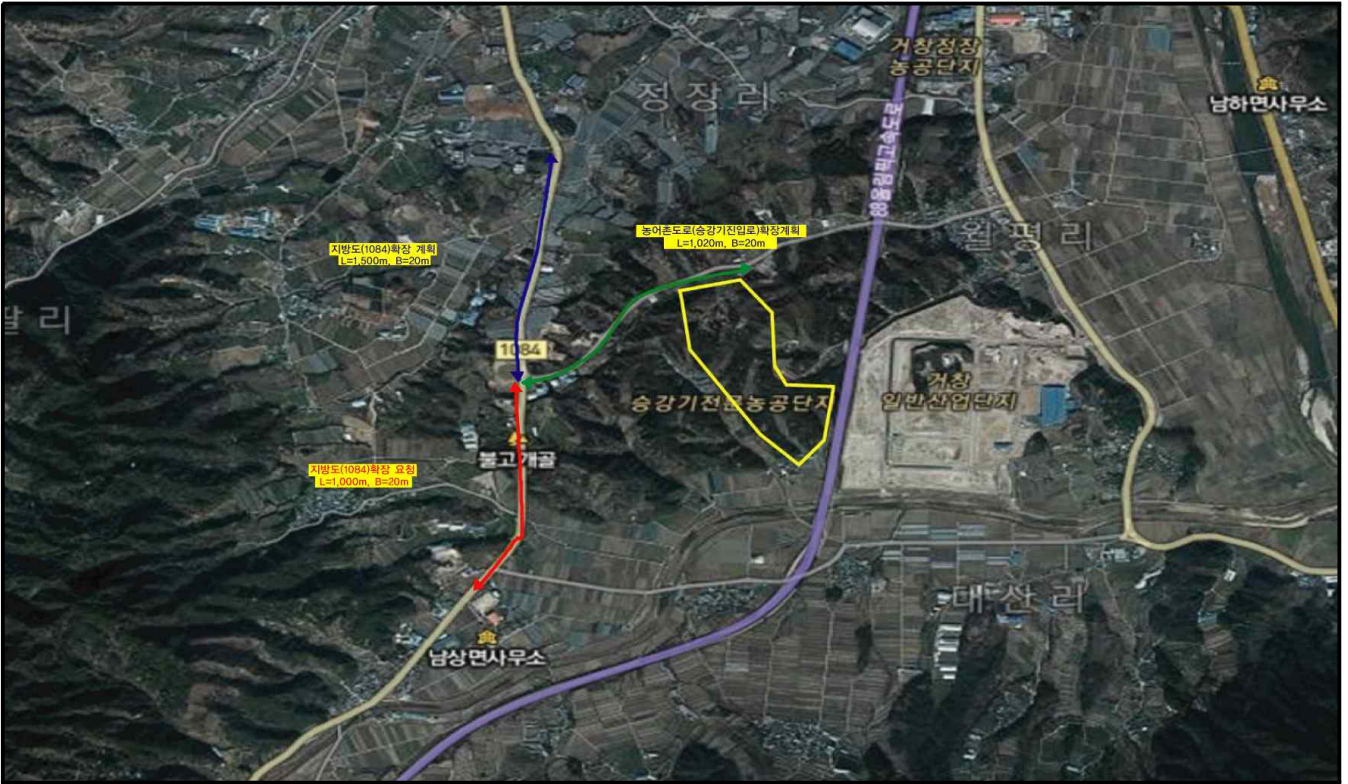 거창정장
농공단지
남하면사무소
정장리
88올림픽고속도로
농어촌도로(승강기진입로)확장계획
L=1,020m, B=20m
월평리
지방도(1084)확장 계획
L=1,500m, B=20m
리
1084
거창
일반산업단지
승강기전문농공단지
불고개골
지방도(1084)확장 요청
L=1,000m, B=20m
대산리
남상면사무소